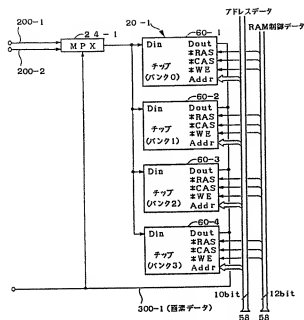 アドレスデータ
RAM制御データ
200-1
200-2
24-1
MPX
20-1
60-1
Din Dout
*RAS
*CAS
*WE
Addr
チップ
(バンク0)
60-2
Din Dout
*RAS
*CAS
*WE
Addr
チップ
(バンク1)
60-3
Din Dout
*RAS
*CAS
*WE
Addr
チップ
(バンク2)
60-4
Din Dout
*RAS
*CAS
*WE
Addr
チップ
(バンク3)
10bit
12bit
300-1(画素データ)
58
58